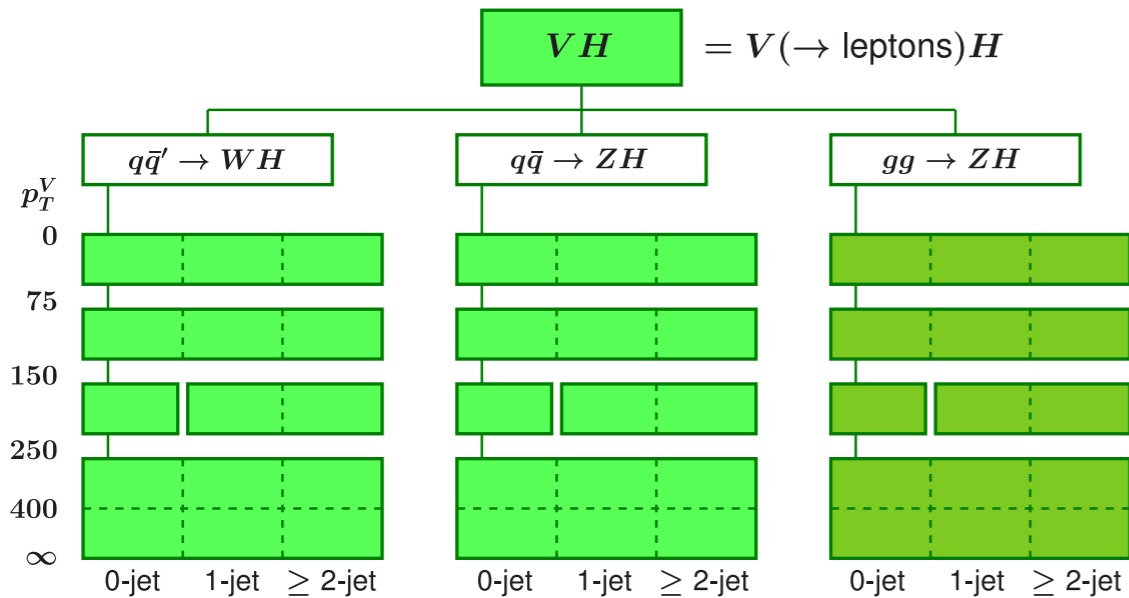 VH = V(→ leptons)H
qq̄′ → WH qq̄ → ZH gg → ZH
p_T^V
0
75
150
250
400
∞
0-jet 1-jet ≥ 2-jet 0-jet 1-jet ≥ 2-jet 0-jet 1-jet ≥ 2-jet